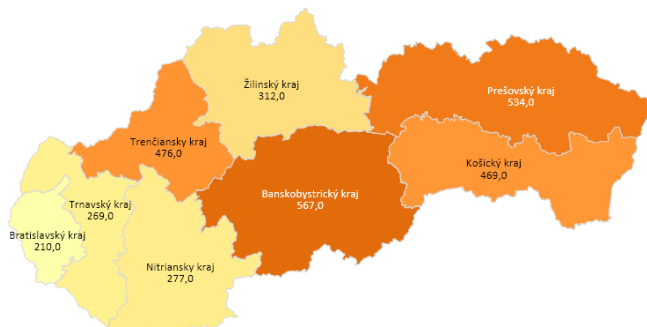 Žilinský kraj
312,0
Prešovský kraj
534,0
Trenčiansky kraj
476,0
Košický kraj
469,0
Banskobystrický kraj
567,0
Trnavský kraj
269,0
Bratislavský kraj
210,0
Nitriansky kraj
277,0